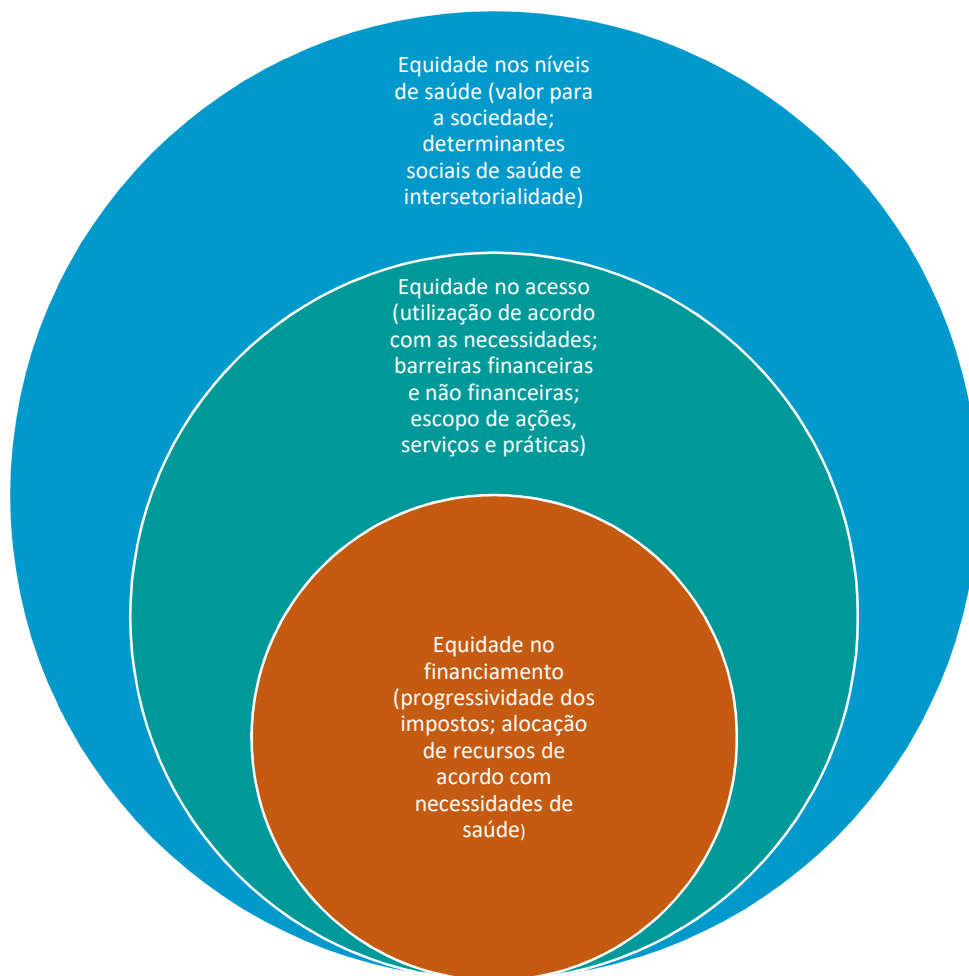 Equidade nos níveis
de saúde (valor para
a sociedade;
determinantes
sociais de saúde e
intersetorialidade)
Equidade no acesso
(utilização de acordo
com as necessidades;
barreiras financeiras
e não financeiras;
escopo de ações,
serviços e práticas)
Equidade no
financiamento
(progressividade dos
impostos; alocação
de recursos de
acordo com
necessidades de
saúde)